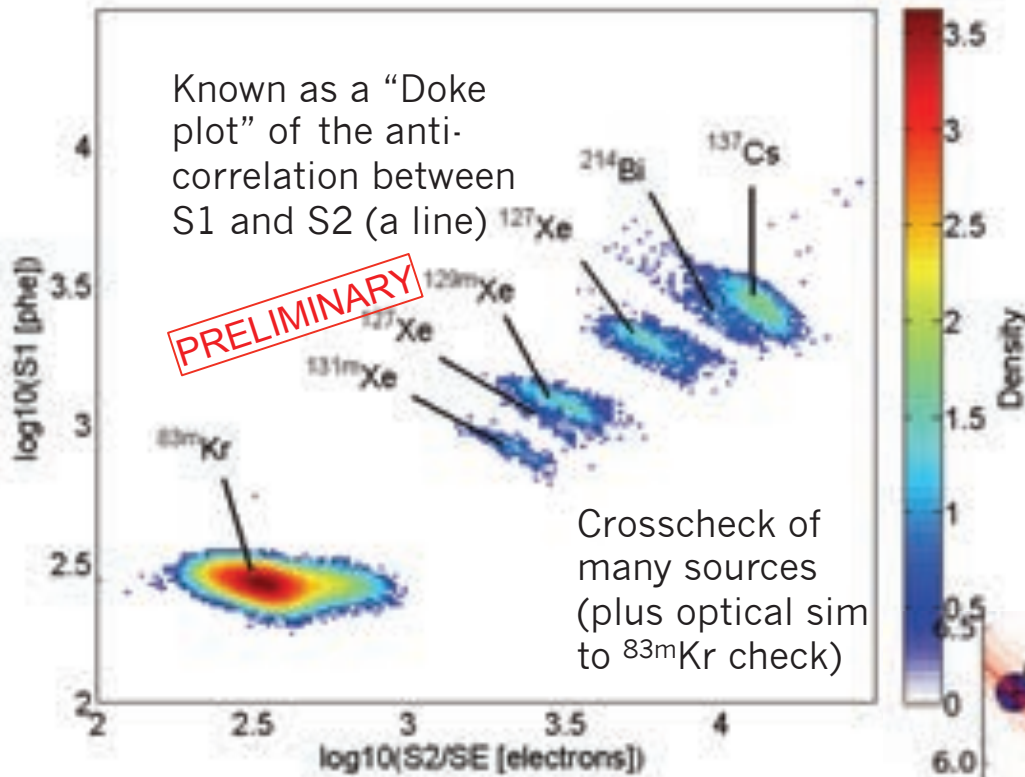 Known as a “Doke
plot” of the anti-
correlation between
S1 and S2 (a line)
PRELIMINARY
137Cs
214Bi
127Xe
129mXe
127Xe
131mXe
83mKr
Crosscheck of
many sources
(plus optical sim
to 83mKr check)
log10(S1 [phe])
4
3.5
3
2.5
2
2
2.5
3
3.5
4
log10(S2/SE [electrons])
3.5
3
2.5
2
1.5
1
0.5
0
Density
6.5
6.0